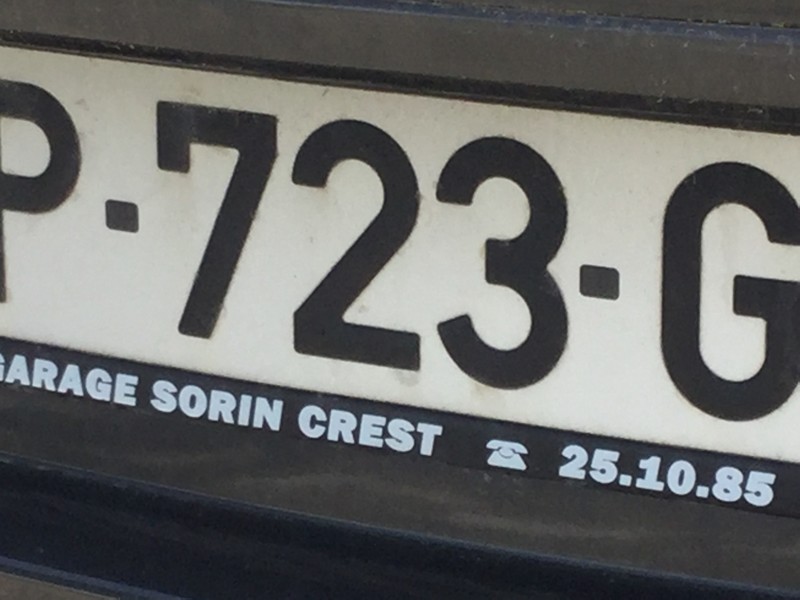 P-723-G
GARAGE SORIN CREST ☎ 25.10.85